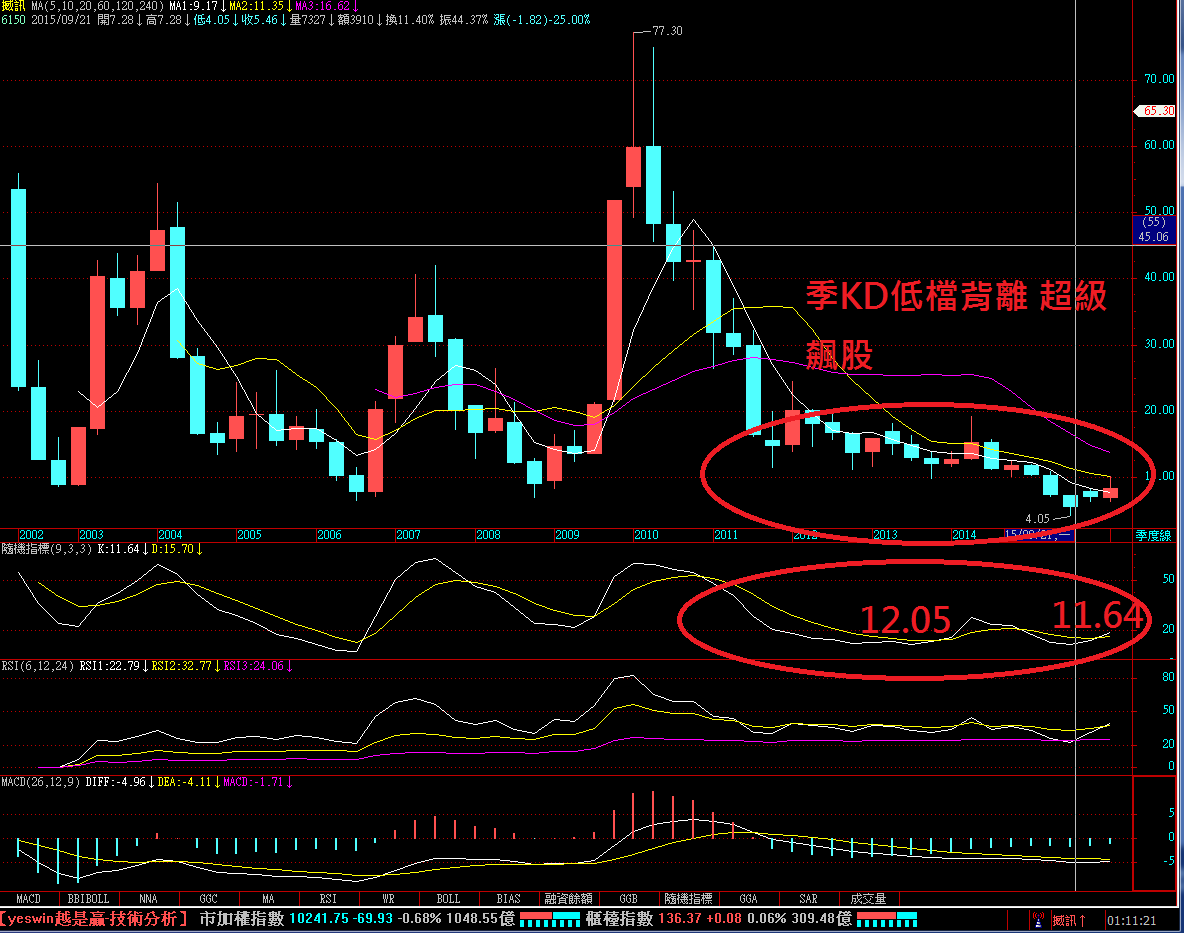 撼訊 MA(5,10,20,60,120,240) MA1:9.17↓MA2:11.35↓MA3:16.62↓
6150 2015/09/21 開7.28↓高7.28↓低4.05↓收5.46↓量7327↓額3910↓換11.40% 振44.37% 漲(-1.82)-25.00%
77.30
70.00
65.30
60.00
50.00
(55)
45.06
40.00
季KD低檔背離 超級
飆股
30.00
20.00
4.05
2002 2003 2004 2005 2006 2007 2008 2009 2010 2011 2012 2013 2014 15/09/21,一 季度線
隨機指標(9,3,3) K:11.64↓D:15.70↓
50
12.05 11.64
20
RSI(6,12,24) RSI1:22.79↓RSI2:32.77↓RSI3:24.06↓
80
50
20
0
MACD(26,12,9) DIFF:-4.96↓DEA:-4.11↓MACD:-1.71↓
5
0
-5
MACD BBIBOLL NNA GGC MA RSI WR BOLL BIAS 融資餘額 GGB 隨機指標 GGA SAR 成交量
【yeswin越是贏-技術分析】 市加權指數 10241.75 -69.93 -0.68% 1048.55億 櫃檯指數 136.37 +0.08 0.06% 309.48億 撼訊↑ 01:11:21